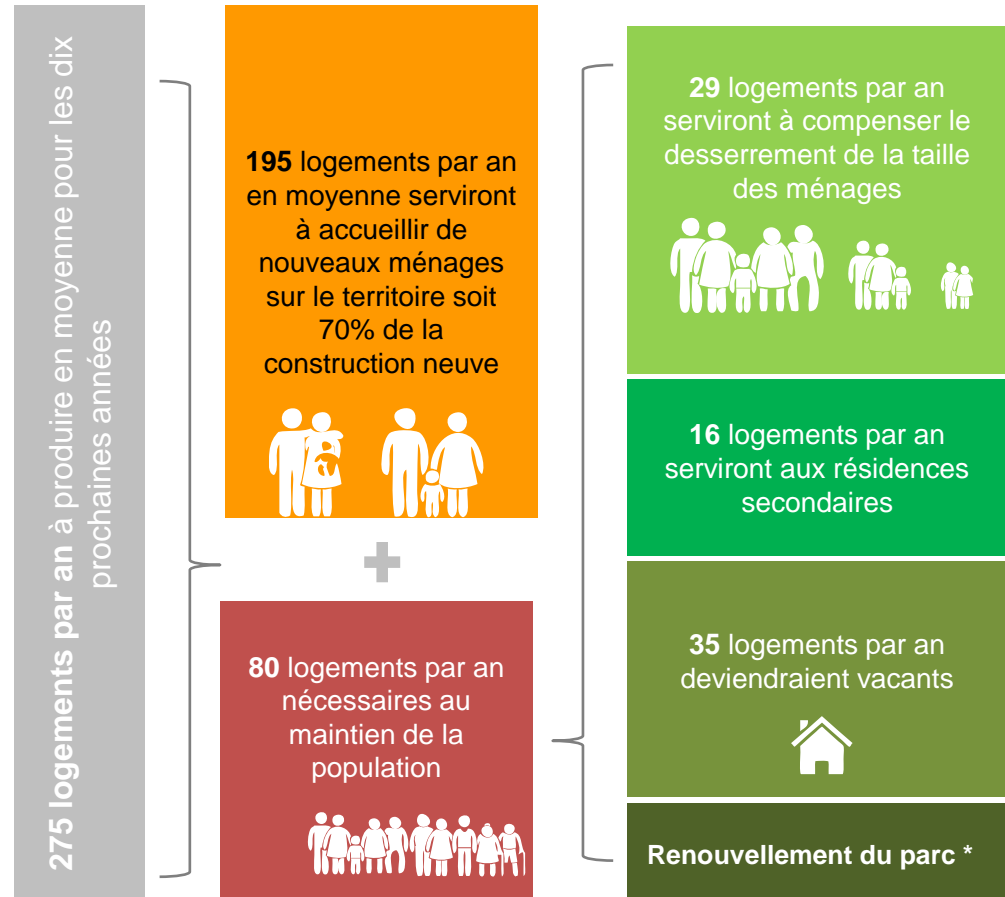 275 logements par an à produire en moyenne pour les dix
prochaines années
195 logements par an
en moyenne serviront
à accueillir de
nouveaux ménages
sur le territoire soit
70% de la
construction neuve
80 logements par an
nécessaires au
maintien de la
population
29 logements par an
serviront à compenser le
desserrement de la taille
des ménages
16 logements par an
serviront aux résidences
secondaires
35 logements par an
deviendraient vacants
Renouvellement du parc *